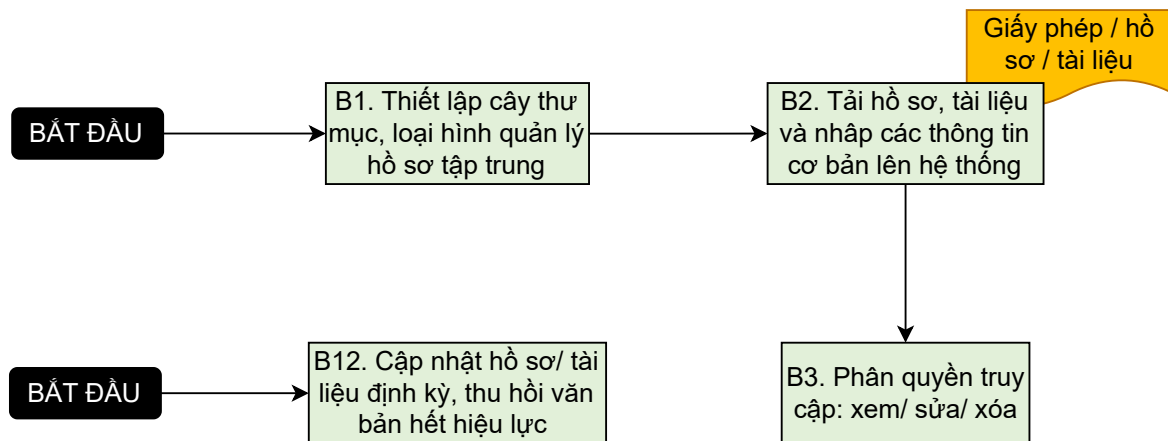 Giấy phép / hồ
sơ / tài liệu
BẮT ĐẦU
B1. Thiết lập cây thư
mục, loại hình quản lý
hồ sơ tập trung
B2. Tải hồ sơ, tài liệu
và nhâp các thông tin
cơ bản lên hệ thống
BẮT ĐẦU
B12. Cập nhật hồ sơ/ tài
liệu định kỳ, thu hồi văn
bản hết hiệu lực
B3. Phân quyền truy
cập: xem/ sửa/ xóa